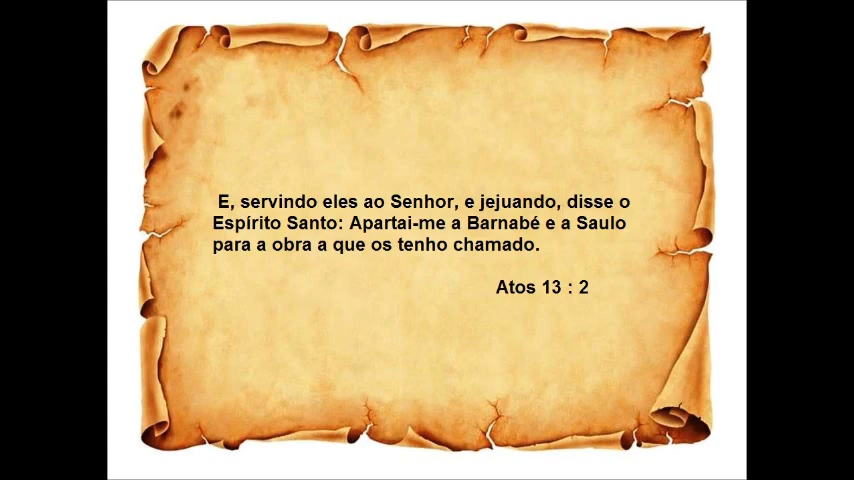 E, servindo eles ao Senhor, e jejuando, disse o
Espírito Santo: Apartai-me a Barnabé e a Saulo
para a obra a que os tenho chamado.
Atos 13 : 2